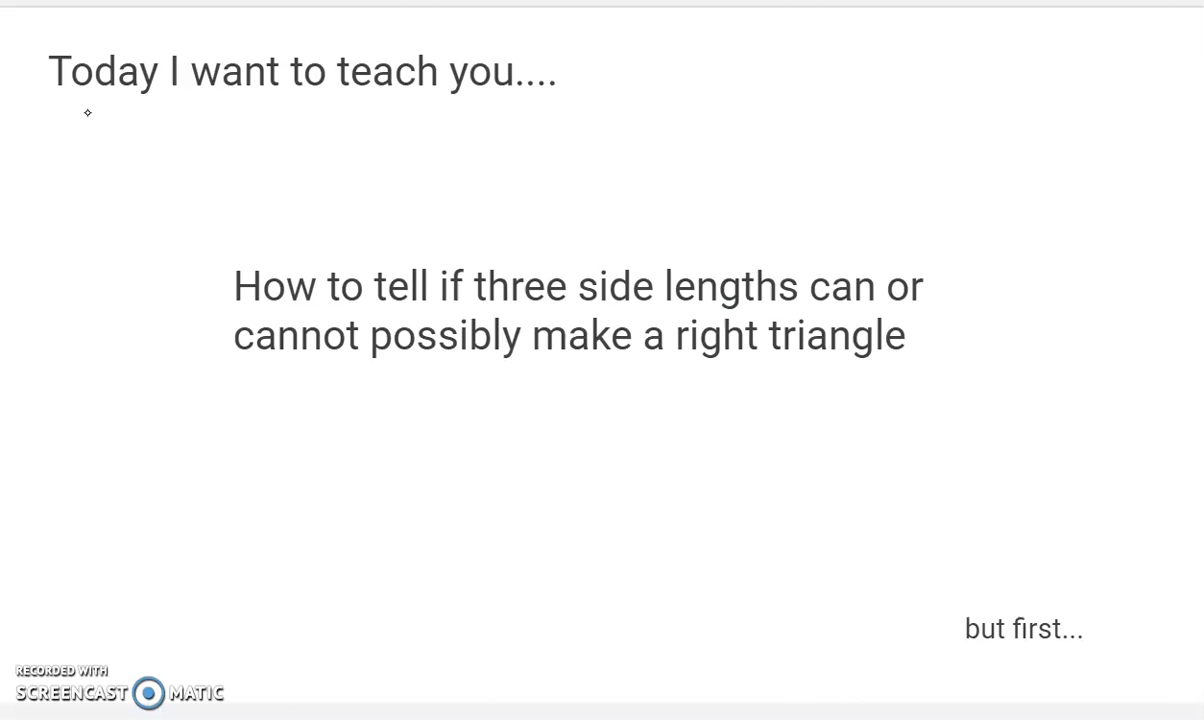 Today I want to teach you....
How to tell if three side lengths can or
cannot possibly make a right triangle
but first...
RECORDED WITH
SCREENCAST MATIC